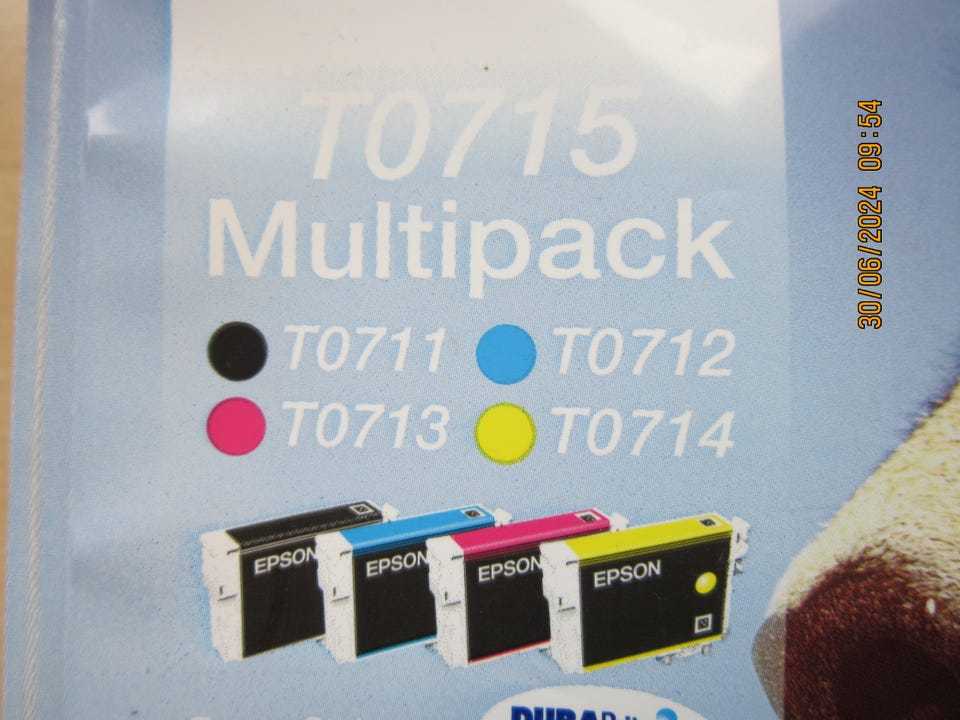 T0715
Multipack
T0711 T0712
T0713 T0714
EPSON EPSON EPSON EPSON
30/06/2024 09:54